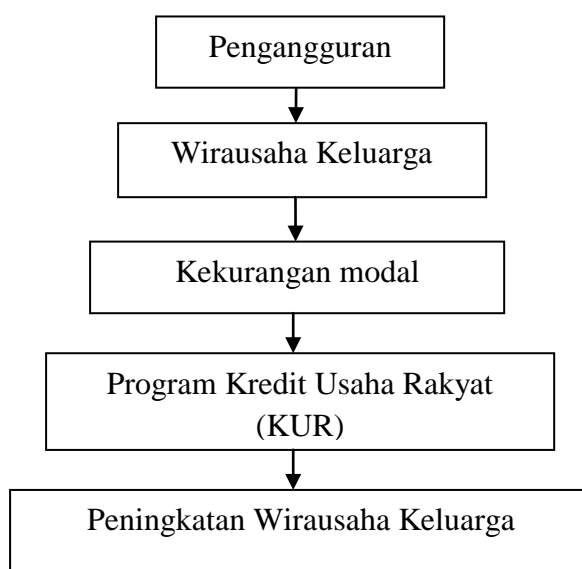 Pengangguran
Wirausaha Keluarga
Kekurangan modal
Program Kredit Usaha Rakyat
(KUR)
Peningkatan Wirausaha Keluarga